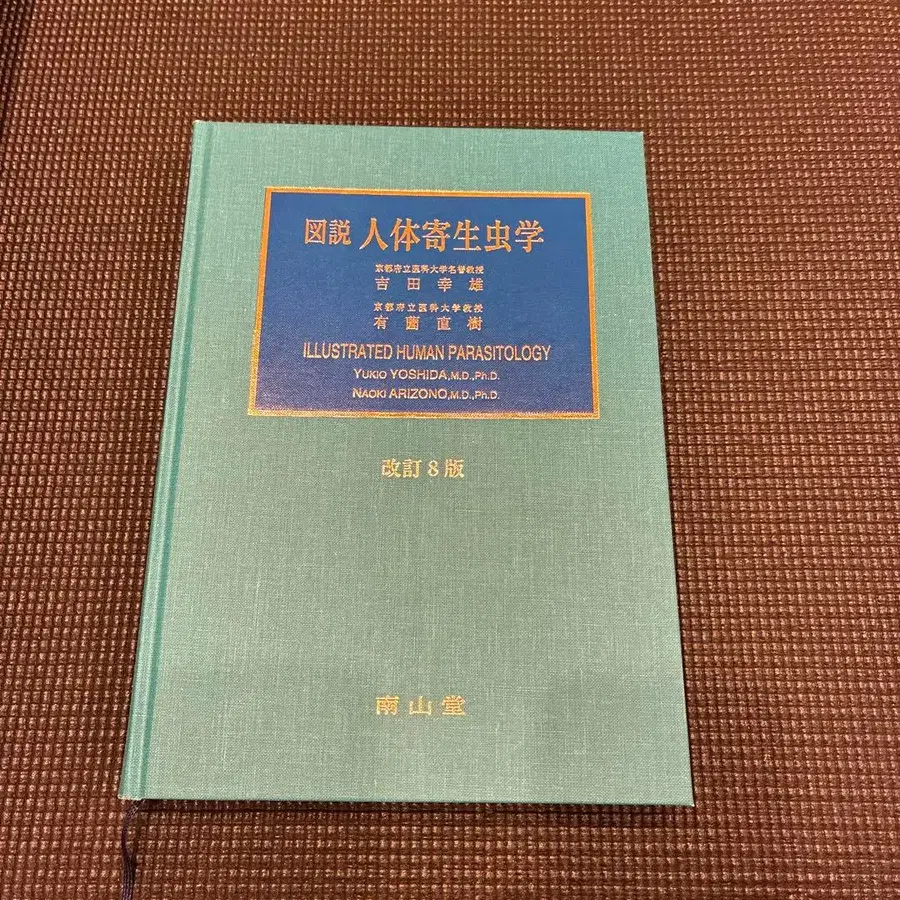 図説 人体寄生虫学
京都府立医科大学名誉教授
吉田幸雄
京都府立医科大学教授
有薗直樹
ILLUSTRATED HUMAN PARASITOLOGY
YUKIO YOSHIDA, M.D., PH.D.
NAOKI ARIZONO, M.D., PH.D.
改訂8版
南山堂